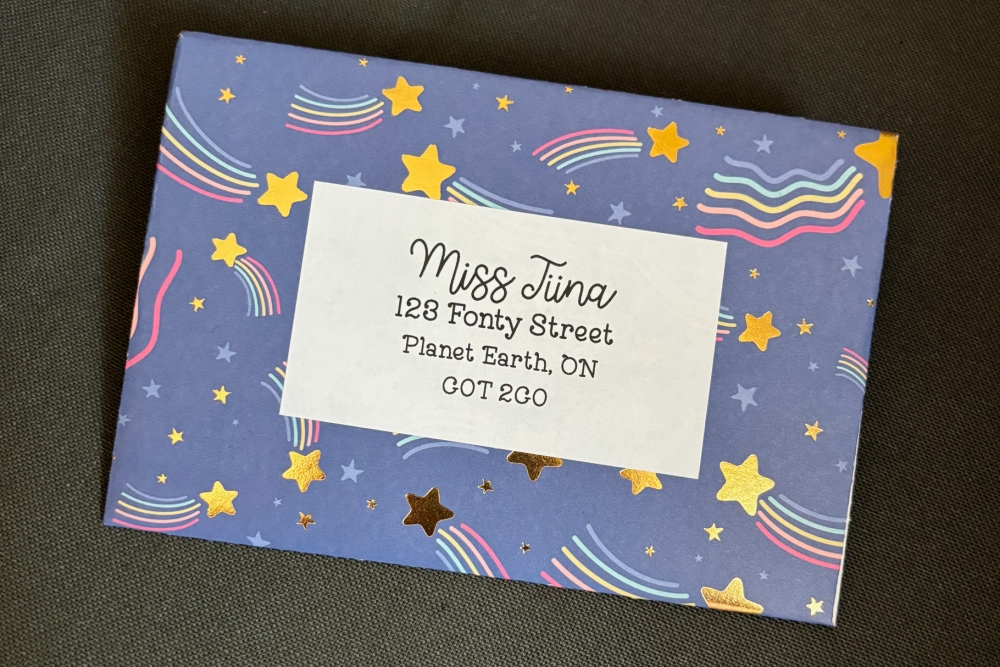 Miss Tiina
123 Fonty Street
Planet Earth, ON
GOT 2GO